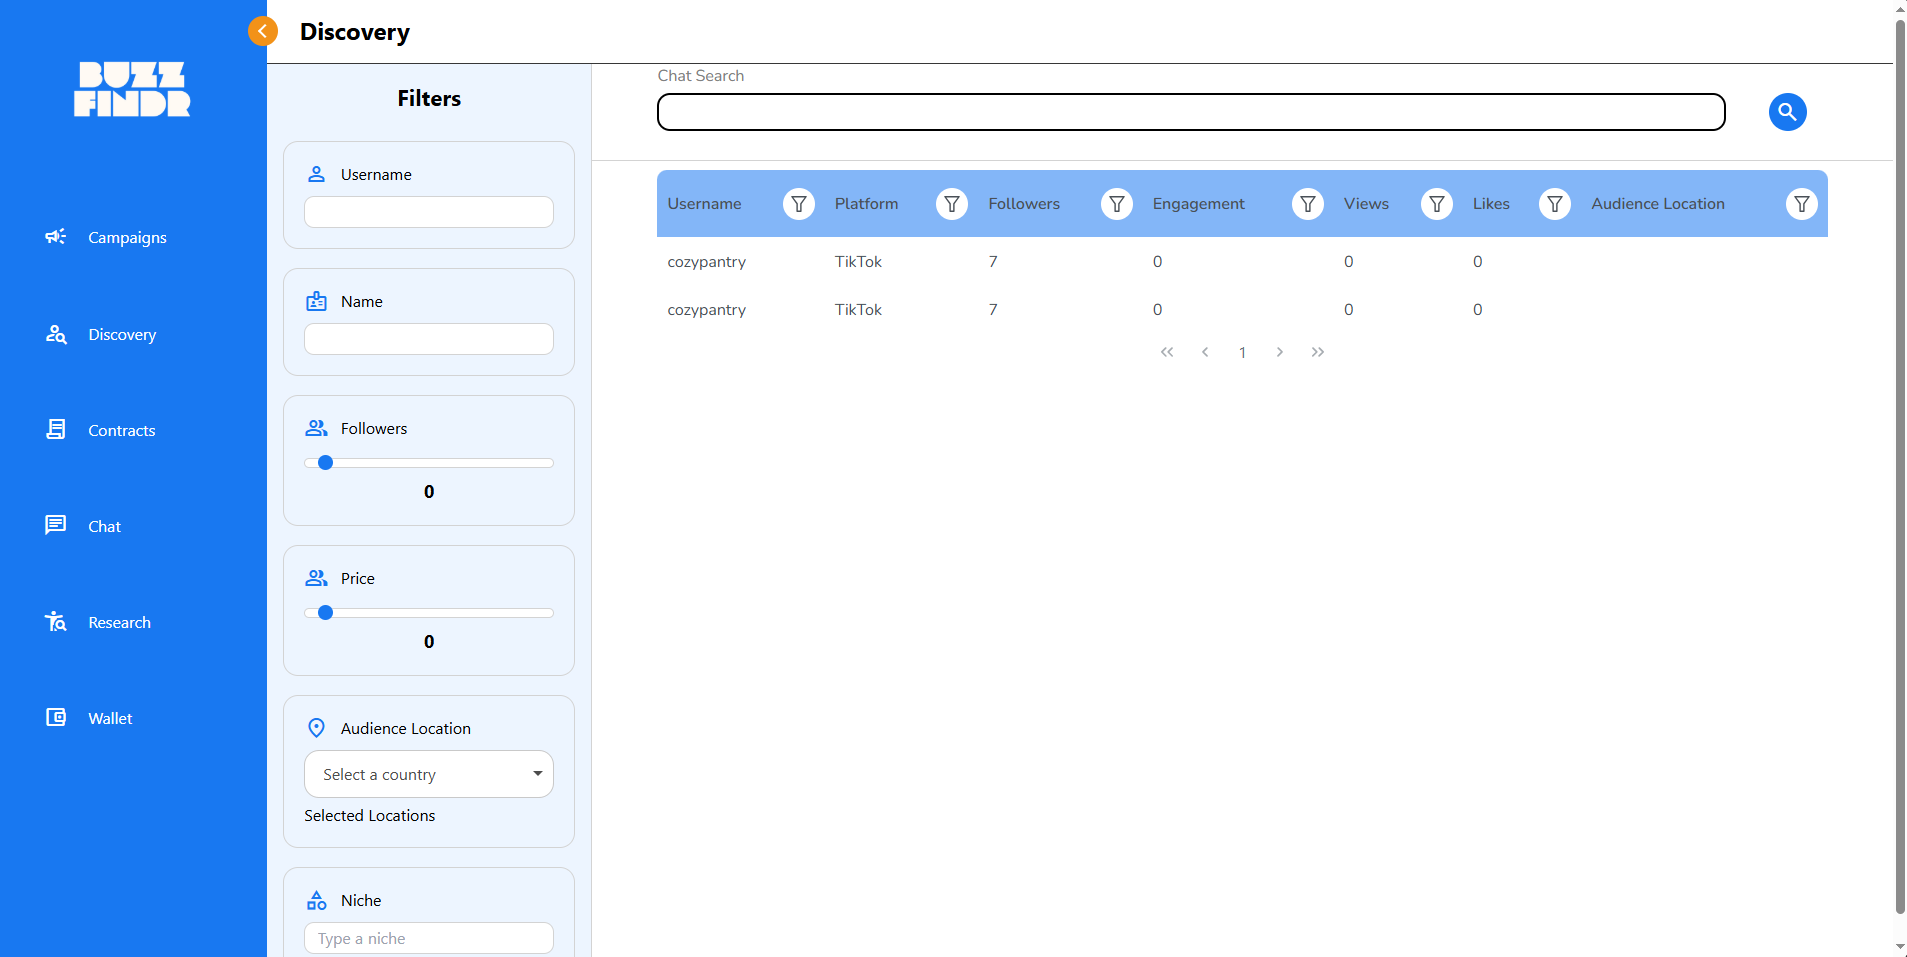 BUZZ
FINDR
Campaigns
Discovery
Contracts
Chat
Research
Wallet
Discovery
Filters
Username
Name
Followers
0
Price
0
Audience Location
Select a country
Selected Locations
Niche
Type a niche
Chat Search
Username Platform Followers Engagement Views Likes Audience Location
cozypantry TikTok 7 0 0 0
cozypantry TikTok 7 0 0 0
1